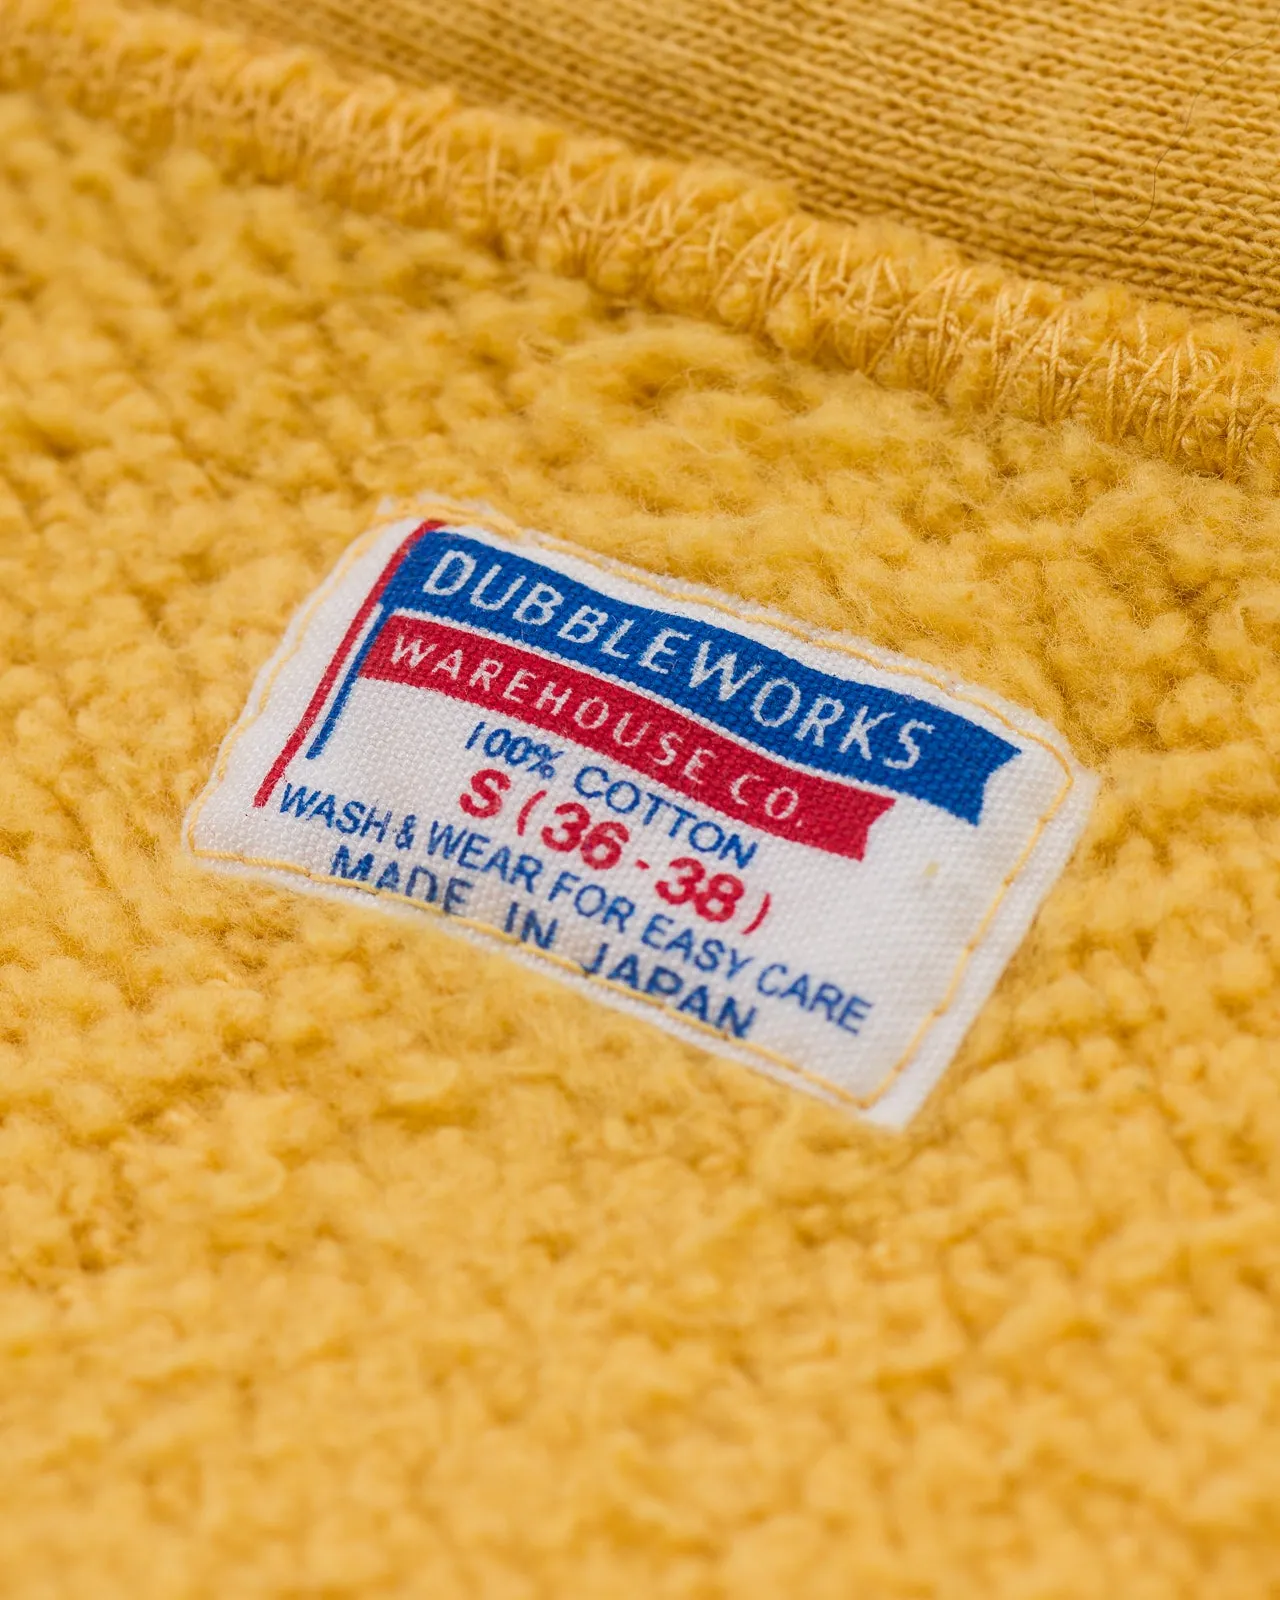 DUBBLEWORKS
WAREHOUSE CO.
100% COTTON
S (36-38)
WASH & WEAR FOR EASY CARE
MADE IN JAPAN